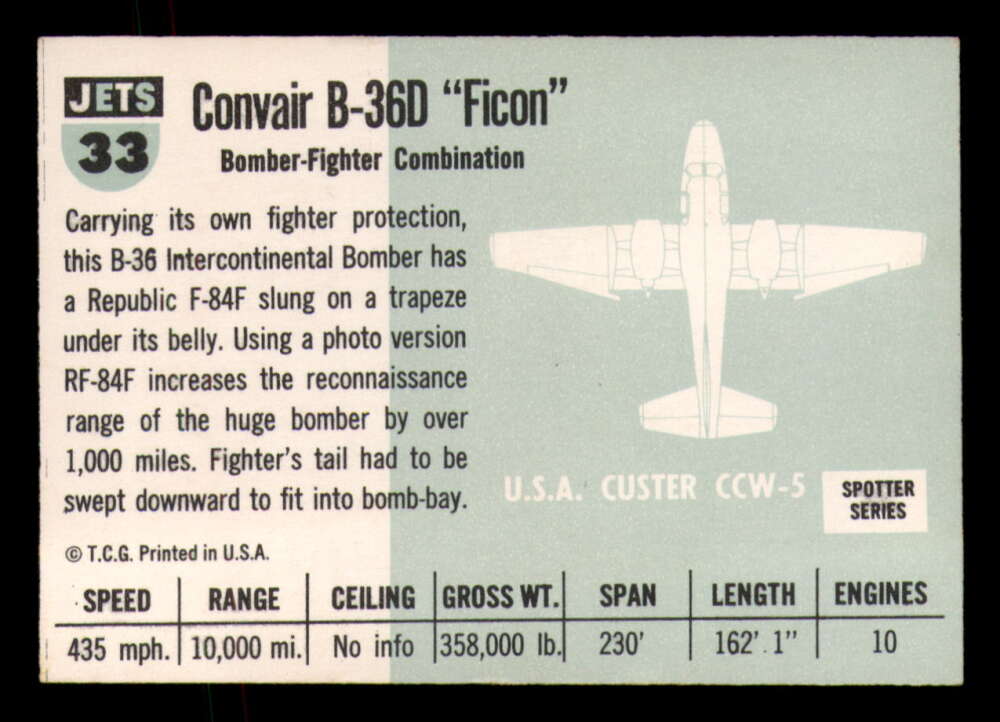 JETS
33
Convair B-36D "Ficon"
Bomber-Fighter Combination
Carrying its own fighter protection,
this B-36 Intercontinental Bomber has
a Republic F-84F slung on a trapeze
under its belly. Using a photo version
RF-84F increases the reconnaissance
range of the huge bomber by over
1,000 miles. Fighter's tail had to be
swept downward to fit into bomb-bay.
© T.C.G. Printed in U.S.A.
U.S.A. CUSTER CCW-5
SPOTTER
SERIES
SPEED RANGE CEILING GROSS WT. SPAN LENGTH ENGINES
435 mph. 10,000 mi. No info 358,000 lb. 230' 162' 1" 10